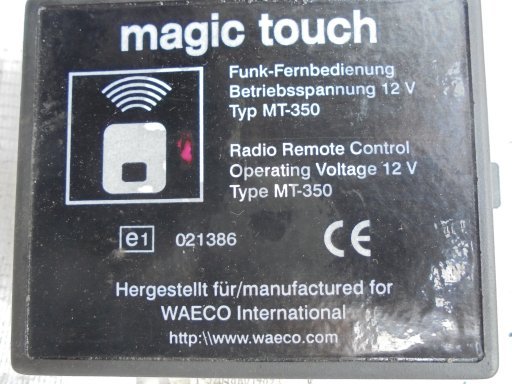 magic touch
Funk-Fernbedienung
Betriebsspannung 12 V
Typ MT-350
Radio Remote Control
Operating Voltage 12 V
Type MT-350
e1 021386 CE
Hergestellt für/manufactured for
WAECO International
http:\\www.waeco.com